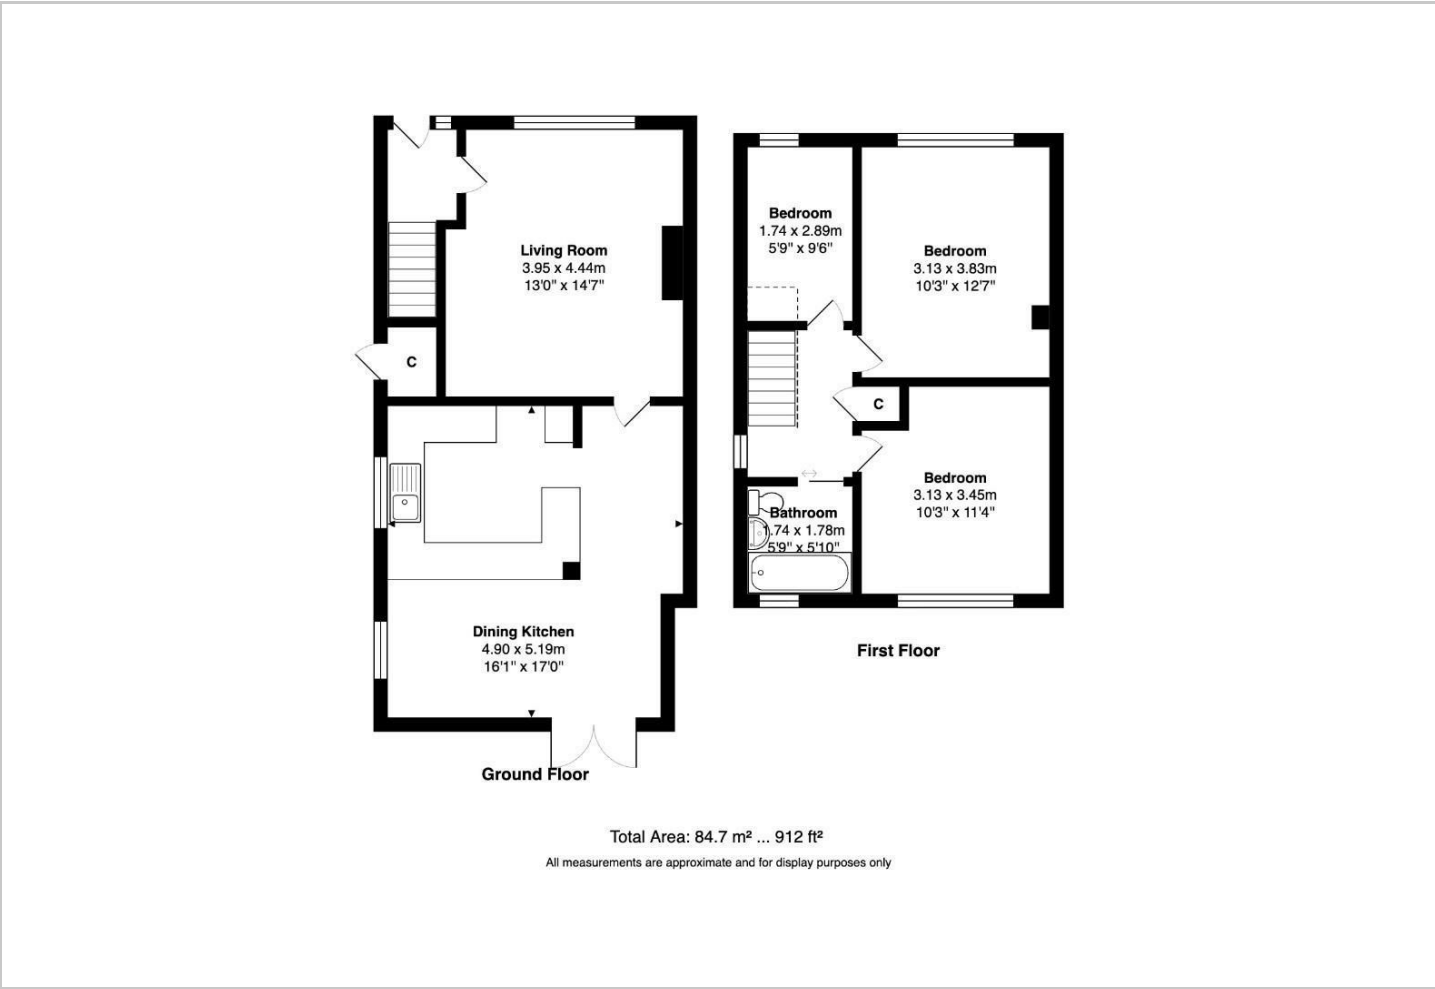 Living Room
3.95 x 4.44m
13'0" x 14'7"
C
Dining Kitchen
4.90 x 5.19m
16'1" x 17'0"
Ground Floor
Bedroom
1.74 x 2.89m
5'9" x 9'6"
Bedroom
3.13 x 3.83m
10'3" x 12'7"
C
Bedroom
3.13 x 3.45m
10'3" x 11'4"
Bathroom
1.74 x 1.78m
5'9" x 5'10"
First Floor
Total Area: 84.7 m² ... 912 ft²
All measurements are approximate and for display purposes only